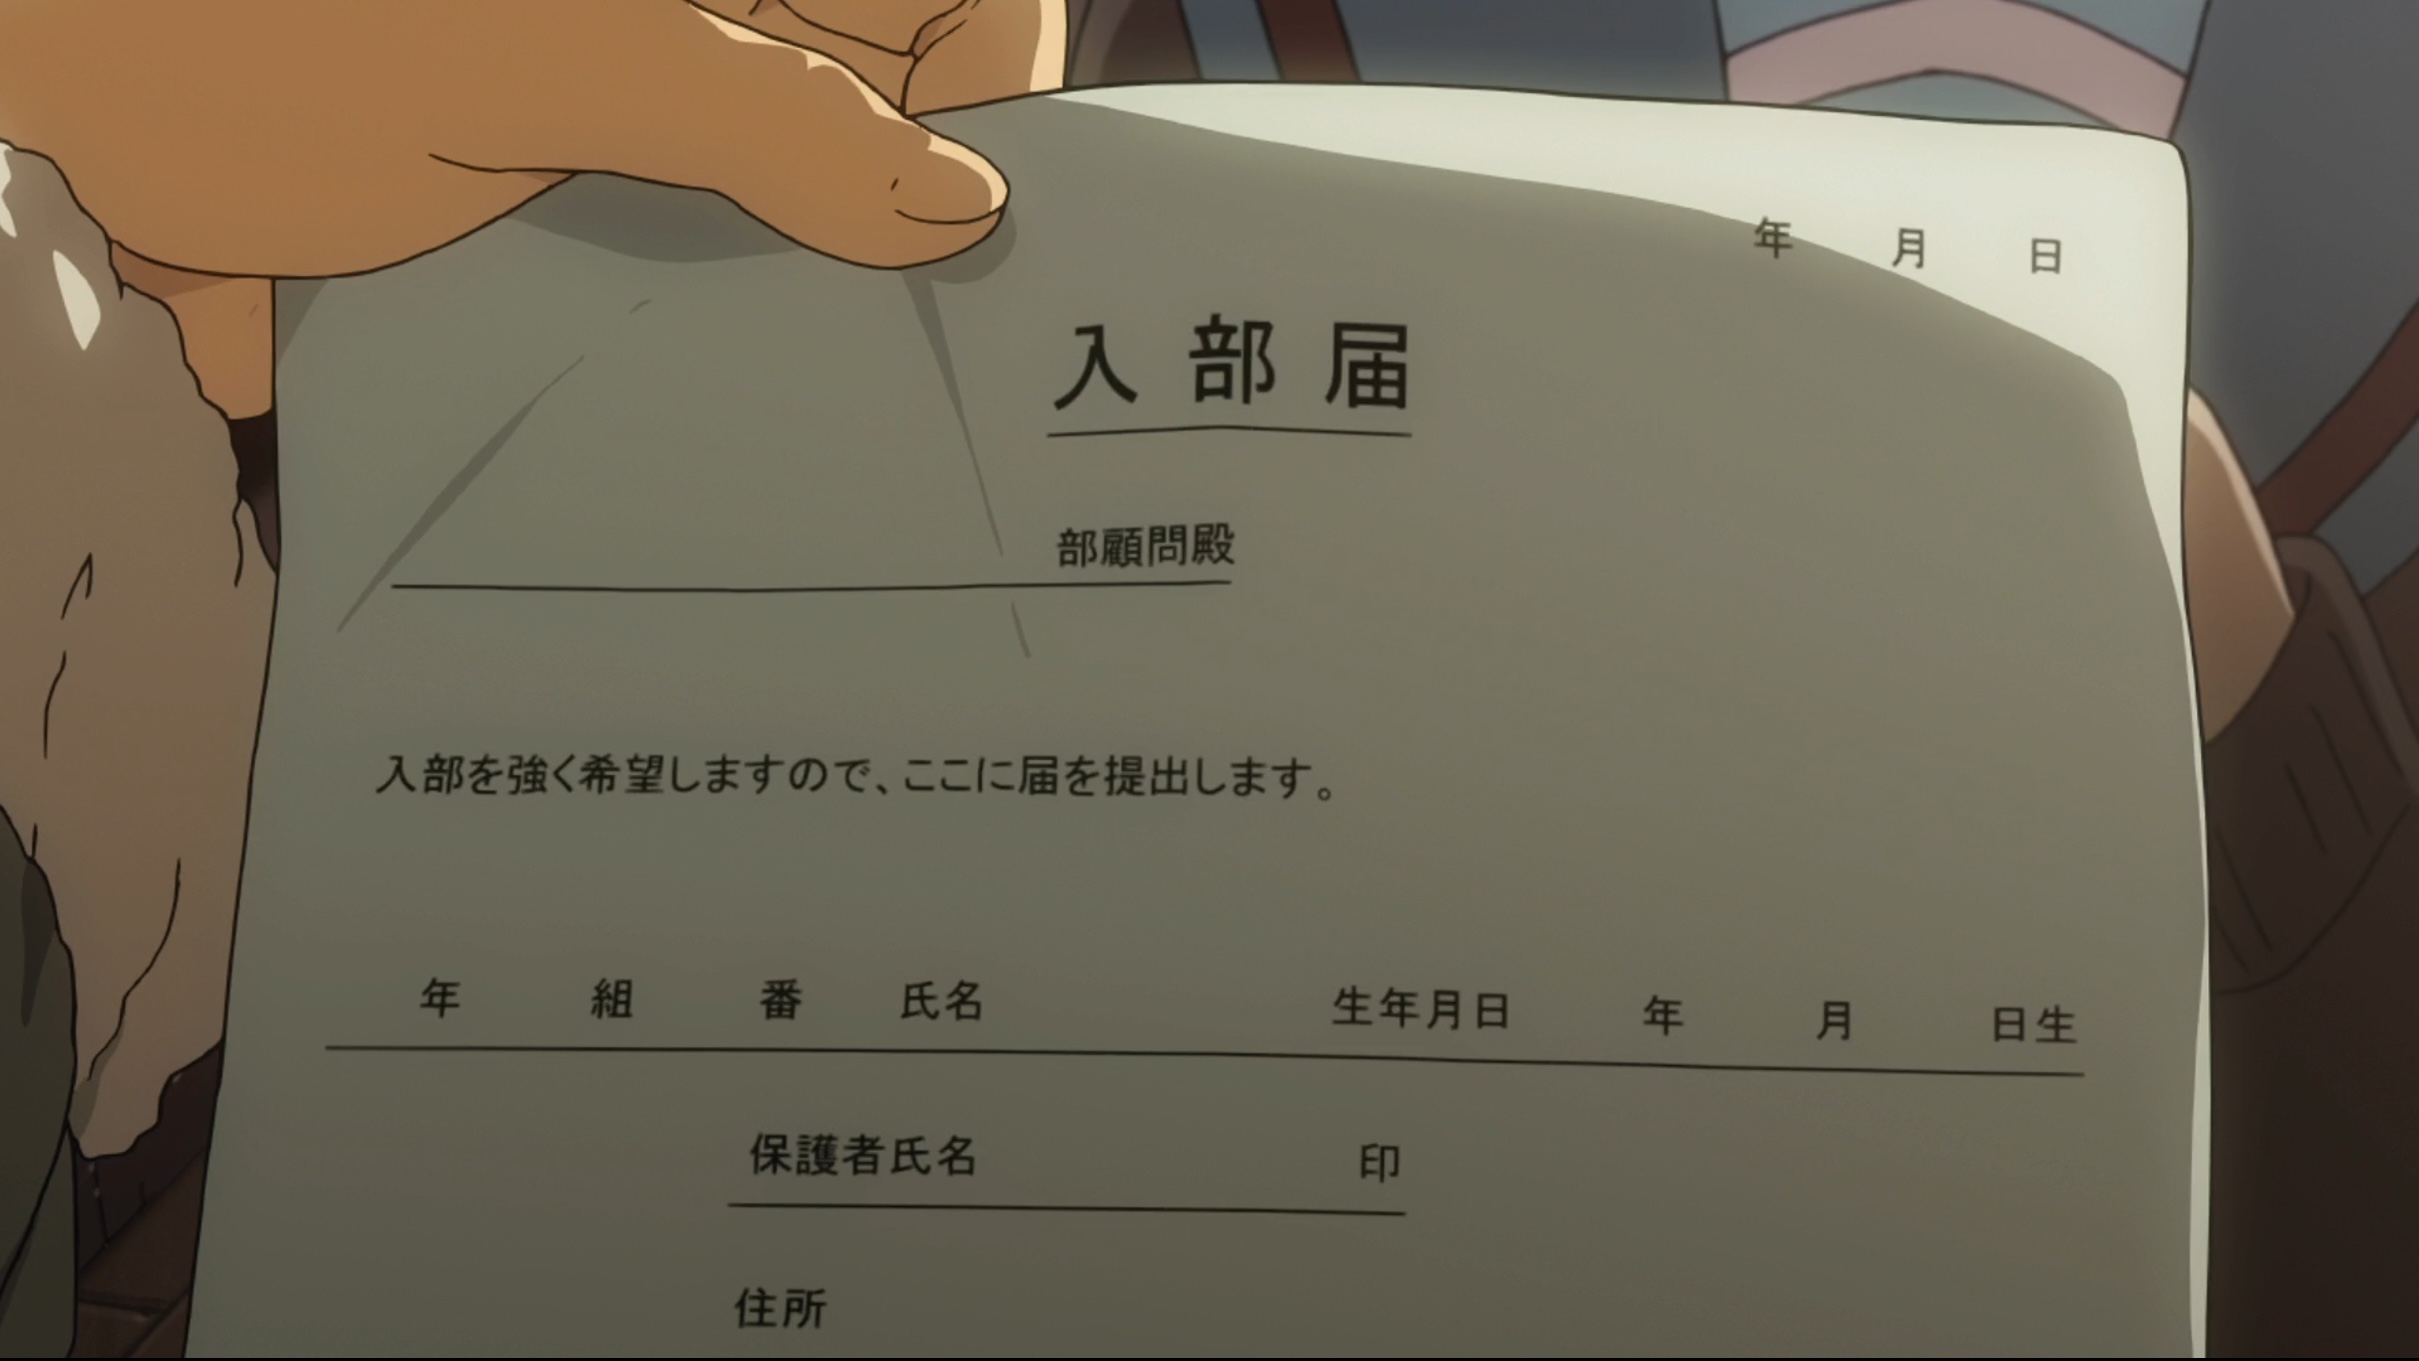 年 月 日
入部届
部顧問殿
入部を強く希望しますので、ここに届を提出します。
年 組 番 氏名 生年月日 年 月 日生
保護者氏名 印
住所